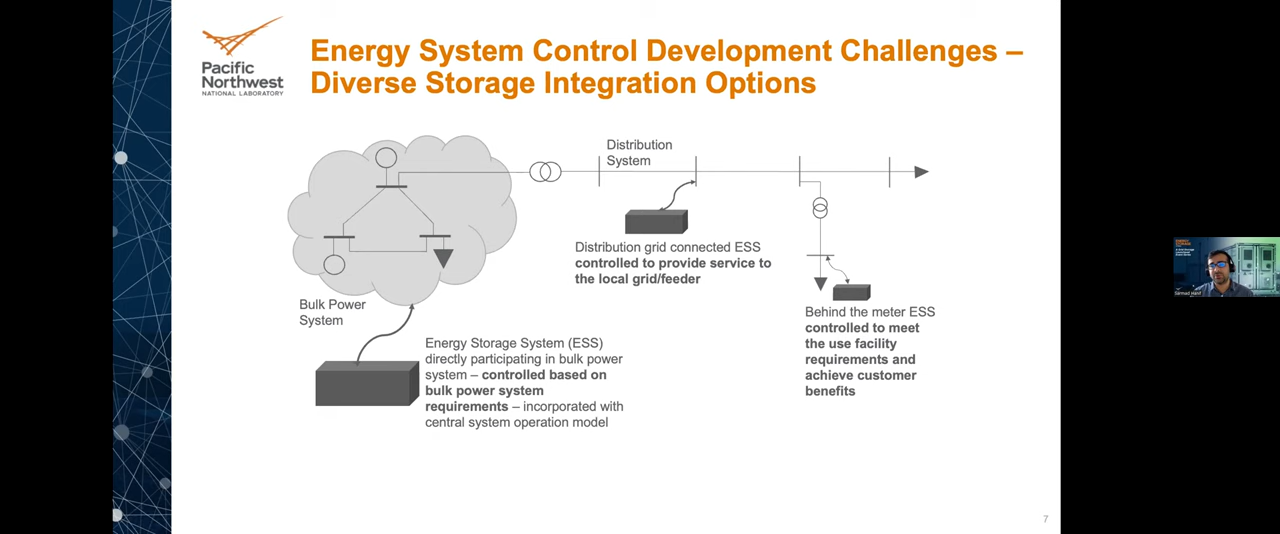 Pacific
Northwest
NATIONAL LABORATORY
Energy System Control Development Challenges –
Diverse Storage Integration Options
Distribution
System
Distribution grid connected ESS
controlled to provide service to
the local grid/feeder
Bulk Power
System
Energy Storage System (ESS)
directly participating in bulk power
system – controlled based on
bulk power system
requirements – incorporated with
central system operation model
Behind the meter ESS
controlled to meet
the use facility
requirements and
achieve customer
benefits
7
Sarmad Hanif